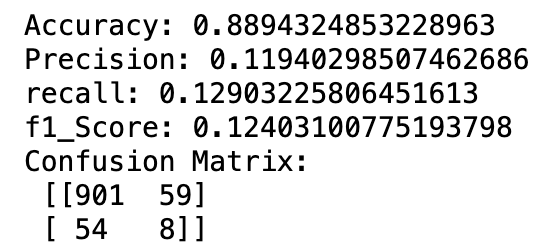 Accuracy: 0.8894324853228963
Precision: 0.11940298507462686
recall: 0.12903225806451613
f1_Score: 0.12403100775193798
Confusion Matrix:
[[901  59]
[ 54   8]]